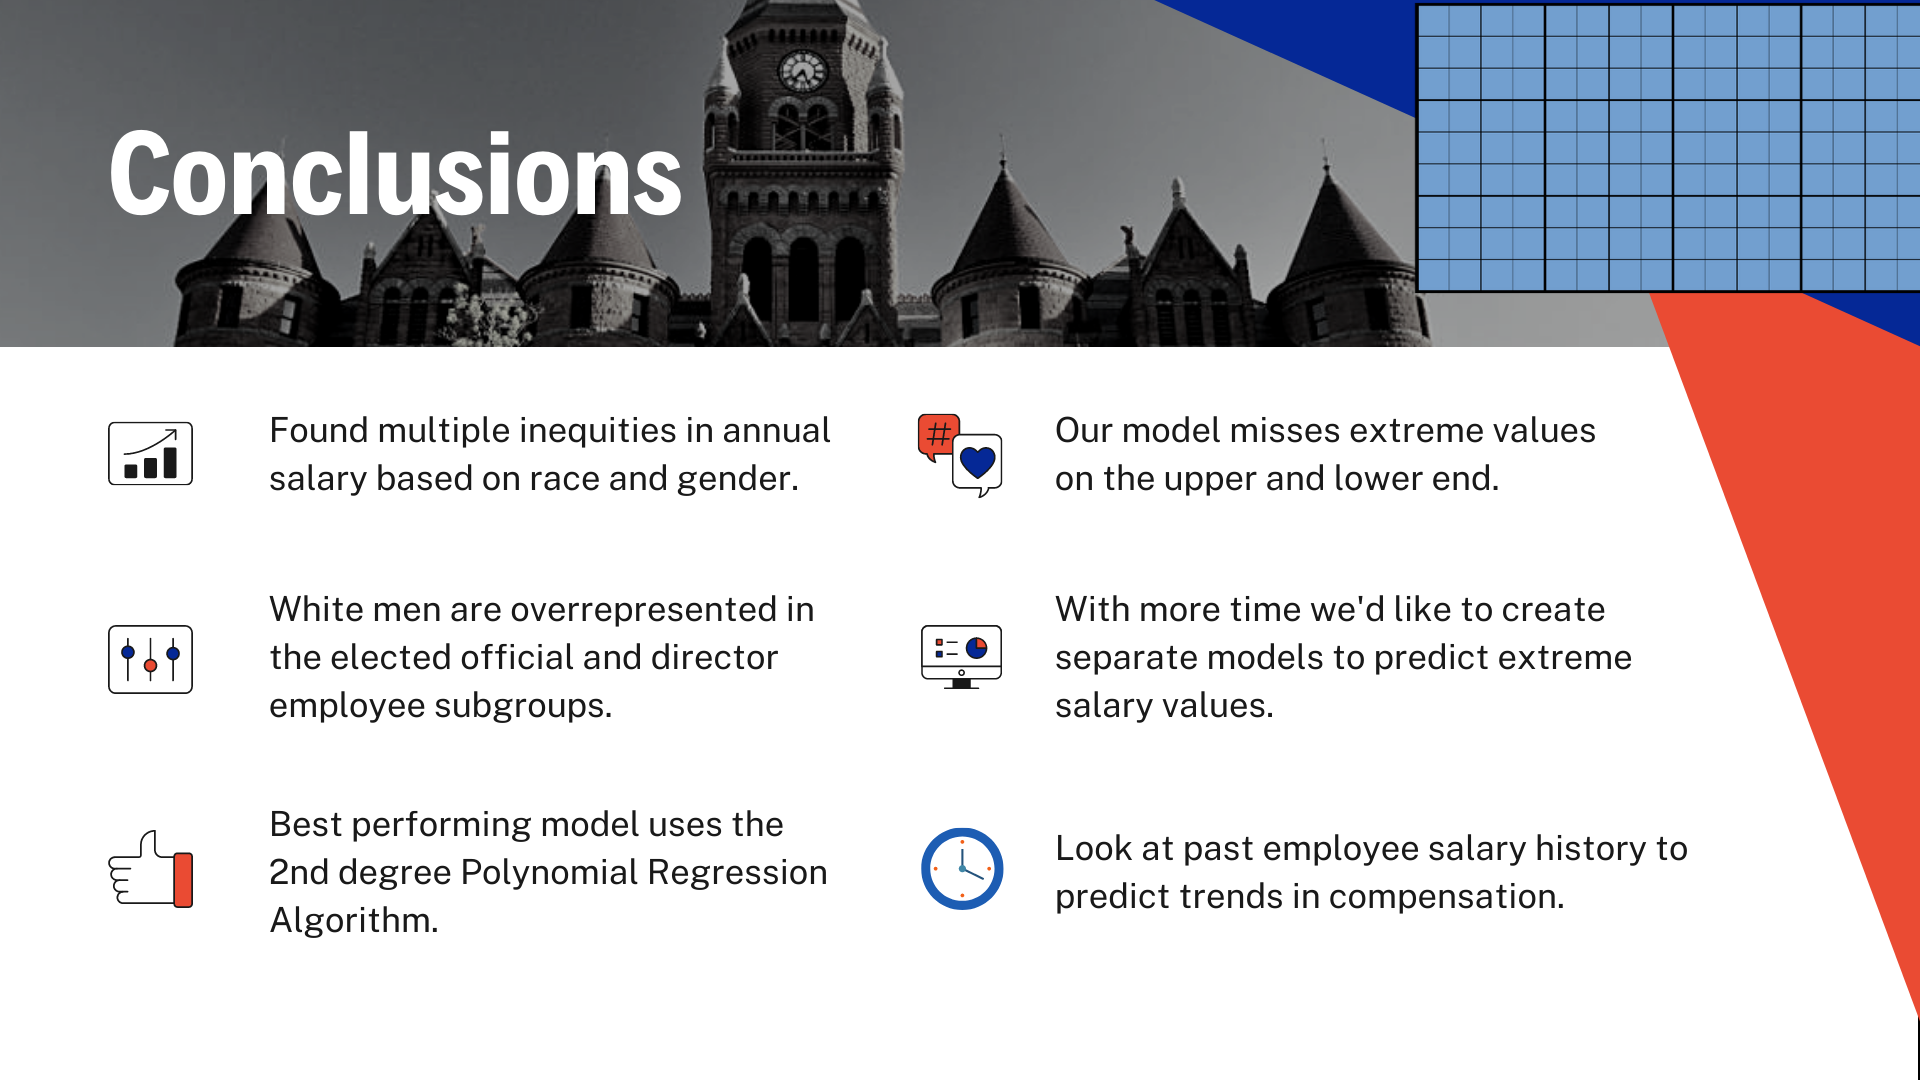 Conclusions
Found multiple inequities in annual
salary based on race and gender.
White men are overrepresented in
the elected official and director
employee subgroups.
Best performing model uses the
2nd degree Polynomial Regression
Algorithm.
#
Our model misses extreme values
on the upper and lower end.
With more time we'd like to create
separate models to predict extreme
salary values.
Look at past employee salary history to
predict trends in compensation.